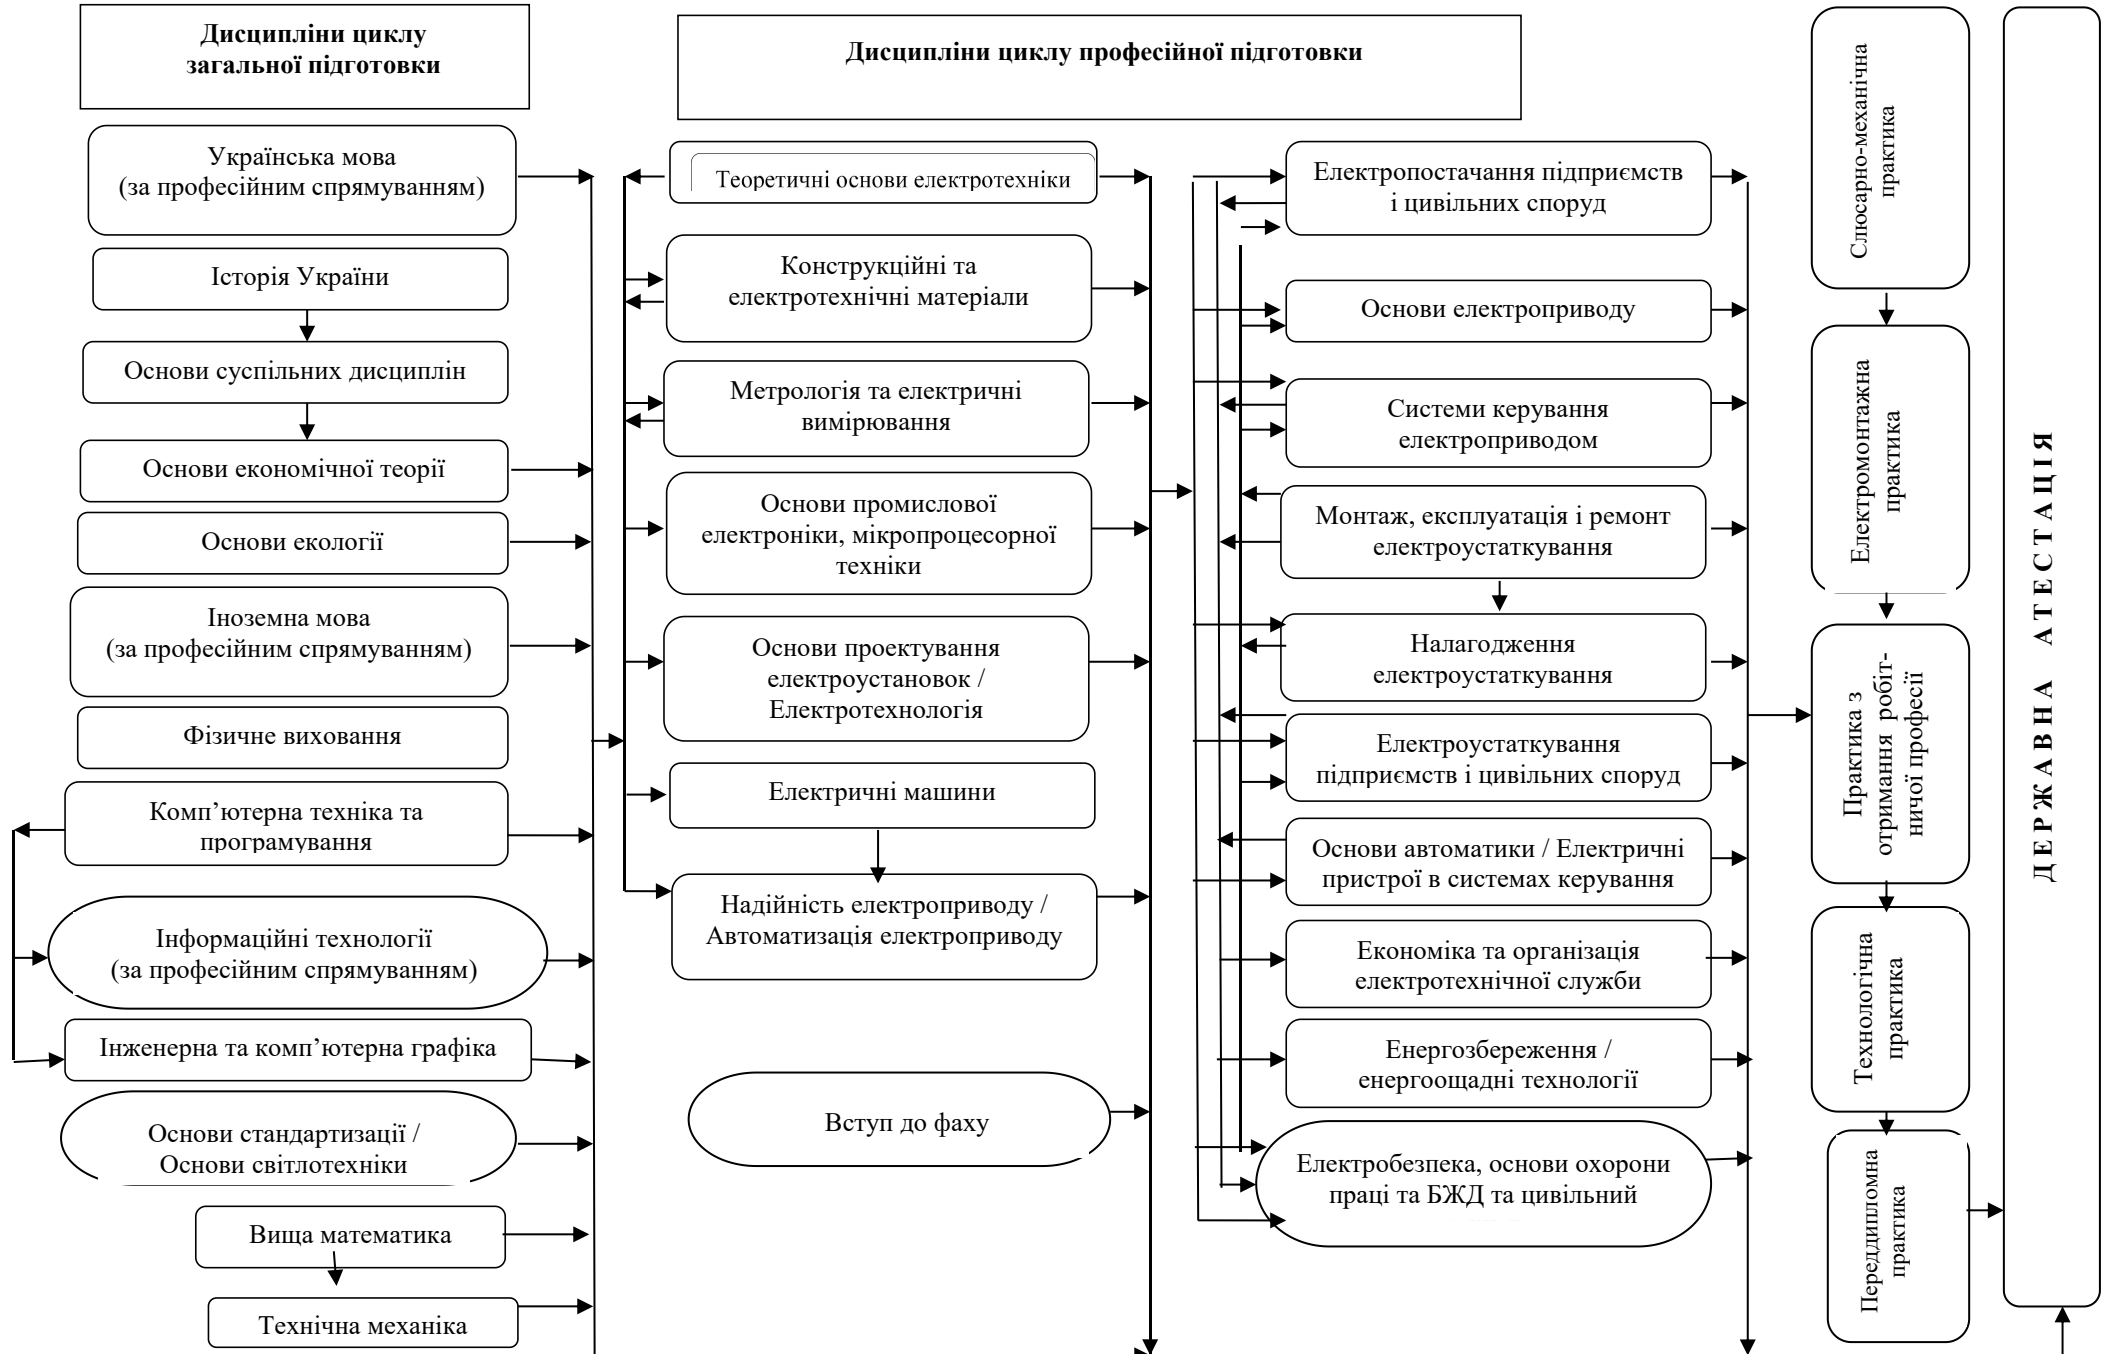 Дисципліни циклу
загальної підготовки
Українська мова
(за професійним спрямуванням)
Історія України
Основи суспільних дисциплін
Основи економічної теорії
Основи екології
Іноземна мова
(за професійним спрямуванням)
Фізичне виховання
Комп’ютерна техніка та
програмування
Інформаційні технології
(за професійним спрямуванням)
Інженерна та комп’ютерна графіка
Основи стандартизації /
Основи світлотехніки
Вища математика
Технічна механіка
Дисципліни циклу професійної підготовки
Теоретичні основи електротехніки
Конструкційні та
електротехнічні матеріали
Метрологія та електричні
вимірювання
Основи промислової
електроніки, мікропроцесорної
техніки
Основи проектування
електроустановок /
Електротехнологія
Електричні машини
Надійність електроприводу /
Автоматизація електроприводу
Вступ до фаху
Електропостачання підприємств
і цивільних споруд
Основи електроприводу
Системи керування
електроприводом
Монтаж, експлуатація і ремонт
електроустаткування
Налагодження
електроустаткування
Електроустаткування
підприємств і цивільних споруд
Основи автоматики / Електричні
пристрої в системах керування
Економіка та організація
електротехнічної служби
Енергозбереження /
енергоощадні технології
Електробезпека, основи охорони
праці та БЖД та цивільний
Слюсарно-механічна
практика
Електромонтажна
практика
Практика з
отримання робіт-
ничої професії
Технологічна
практика
Переддипломна
практика
ДЕРЖАВНА АТЕСТАЦІЯ